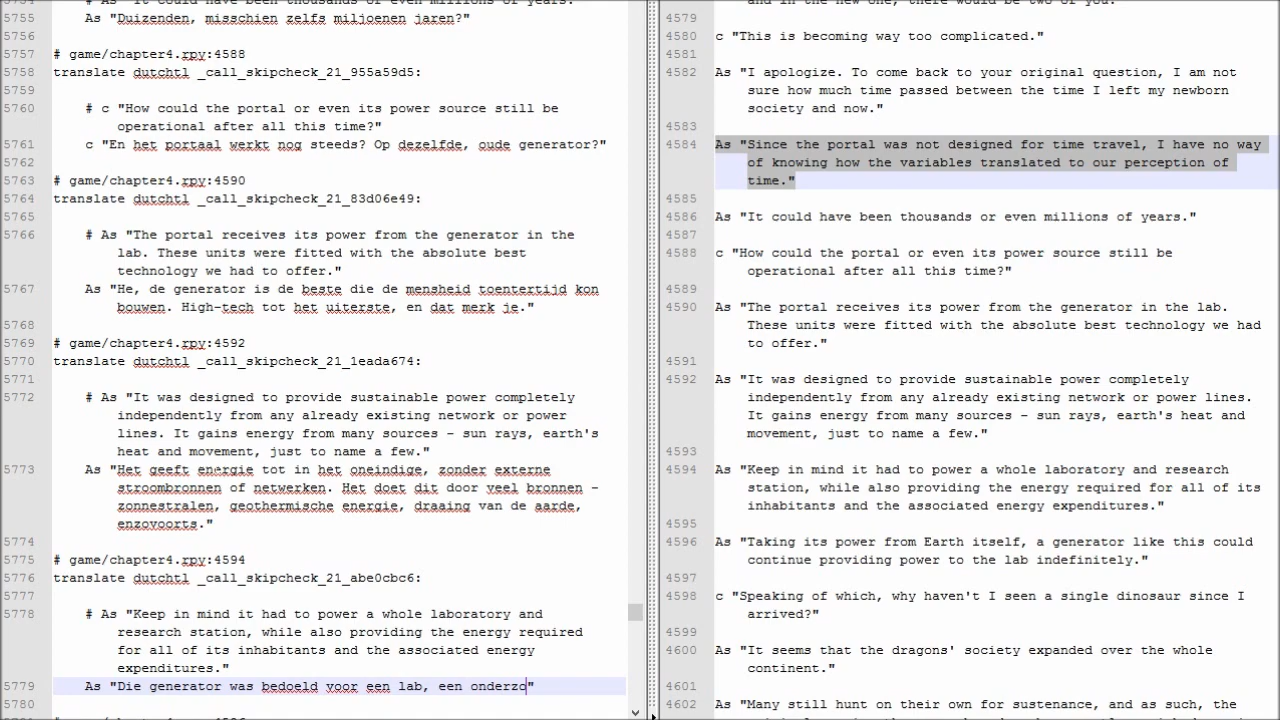 5754
# As "It could have been thousands or even millions of years."
5755 As "Duizenden, misschien zelfs miljoenen jaren?"
5756
5757 # game/chapter4.rpy:4588
5758 translate dutchtl _call_skipcheck_21_955a59d5:
5759
5760 # c "How could the portal or even its power source still be
operational after all this time?"
5761 c "En het portaal werkt nog steeds? Op dezelfde, oude generator?"
5762
5763 # game/chapter4.rpy:4590
5764 translate dutchtl _call_skipcheck_21_83d06e49:
5765
5766 # As "The portal receives its power from the generator in the
lab. These units were fitted with the absolute best
technology we had to offer."
5767 As "He, de generator is de beste die de mensheid toentertijd kon
bouwen. High-tech tot het uiterste, en dat merk je."
5768
5769 # game/chapter4.rpy:4592
5770 translate dutchtl _call_skipcheck_21_1eada674:
5771
5772 # As "It was designed to provide sustainable power completely
independently from any already existing network or power
lines. It gains energy from many sources - sun rays, earth's
heat and movement, just to name a few."
5773 As "Het geeft energie tot in het oneindige, zonder externe
stroombronnen of netwerken. Het doet dit door veel bronnen -
zonnestralen, geothermische energie, draaing van de aarde,
enzovoorts."
5774
5775 # game/chapter4.rpy:4594
5776 translate dutchtl _call_skipcheck_21_abe0cbc6:
5777
5778 # As "Keep in mind it had to power a whole laboratory and
research station, while also providing the energy required
for all of its inhabitants and the associated energy
expenditures."
5779 As "Die generator was bedoeld voor een lab, een onderzo"
5780
and in the new one, there would be two of you."
4579
4580 c "This is becoming way too complicated."
4581
4582 As "I apologize. To come back to your original question, I am not
sure how much time passed between the time I left my newborn
society and now."
4583
4584 As "Since the portal was not designed for time travel, I have no way
of knowing how the variables translated to our perception of
time."
4585
4586 As "It could have been thousands or even millions of years."
4587
4588 c "How could the portal or even its power source still be
operational after all this time?"
4589
4590 As "The portal receives its power from the generator in the lab.
These units were fitted with the absolute best technology we had
to offer."
4591
4592 As "It was designed to provide sustainable power completely
independently from any already existing network or power lines.
It gains energy from many sources - sun rays, earth's heat and
movement, just to name a few."
4593
4594 As "Keep in mind it had to power a whole laboratory and research
station, while also providing the energy required for all of its
inhabitants and the associated energy expenditures."
4595
4596 As "Taking its power from Earth itself, a generator like this could
continue providing power to the lab indefinitely."
4597
4598 c "Speaking of which, why haven't I seen a single dinosaur since I
arrived?"
4599
4600 As "It seems that the dragons' society expanded over the whole
continent."
4601
4602 As "Many still hunt on their own for sustenance, and as such, the